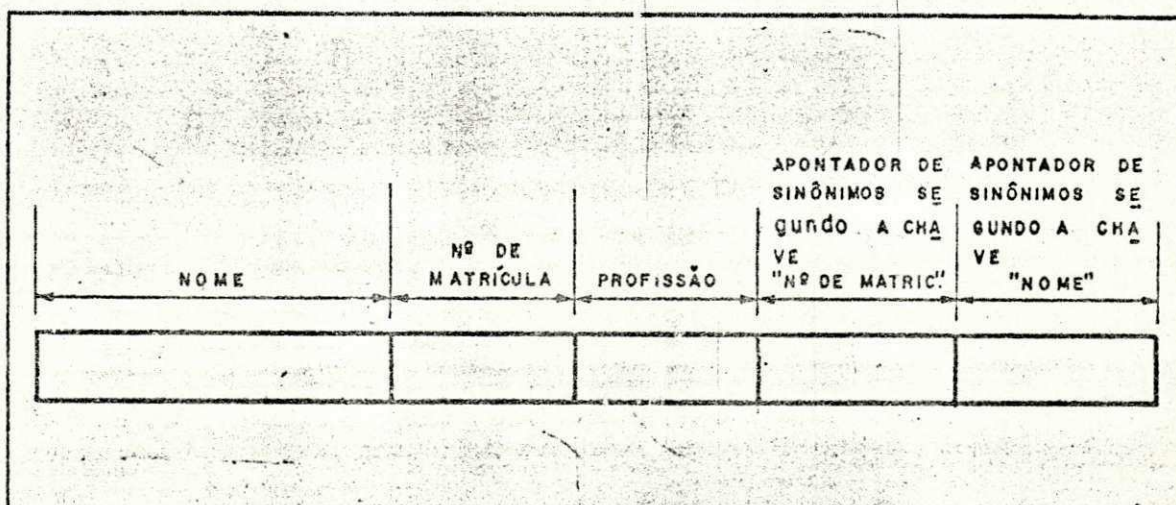 NOME
Nº DE
MATRÍCULA
PROFISSÃO
APONTADOR DE
SINÔNIMOS SE
gundo. A CHA
VE
"Nº DE MATRIC."
APONTADOR DE
SINÔNIMOS SE
GUNDO A CHA
VE
"NOME"